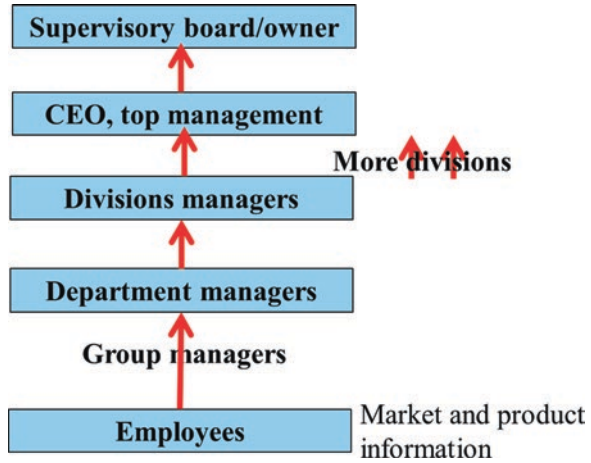 Supervisory board/owner
CEO, top management
More divisions
Divisions managers
Department managers
Group managers
Employees
Market and product
information